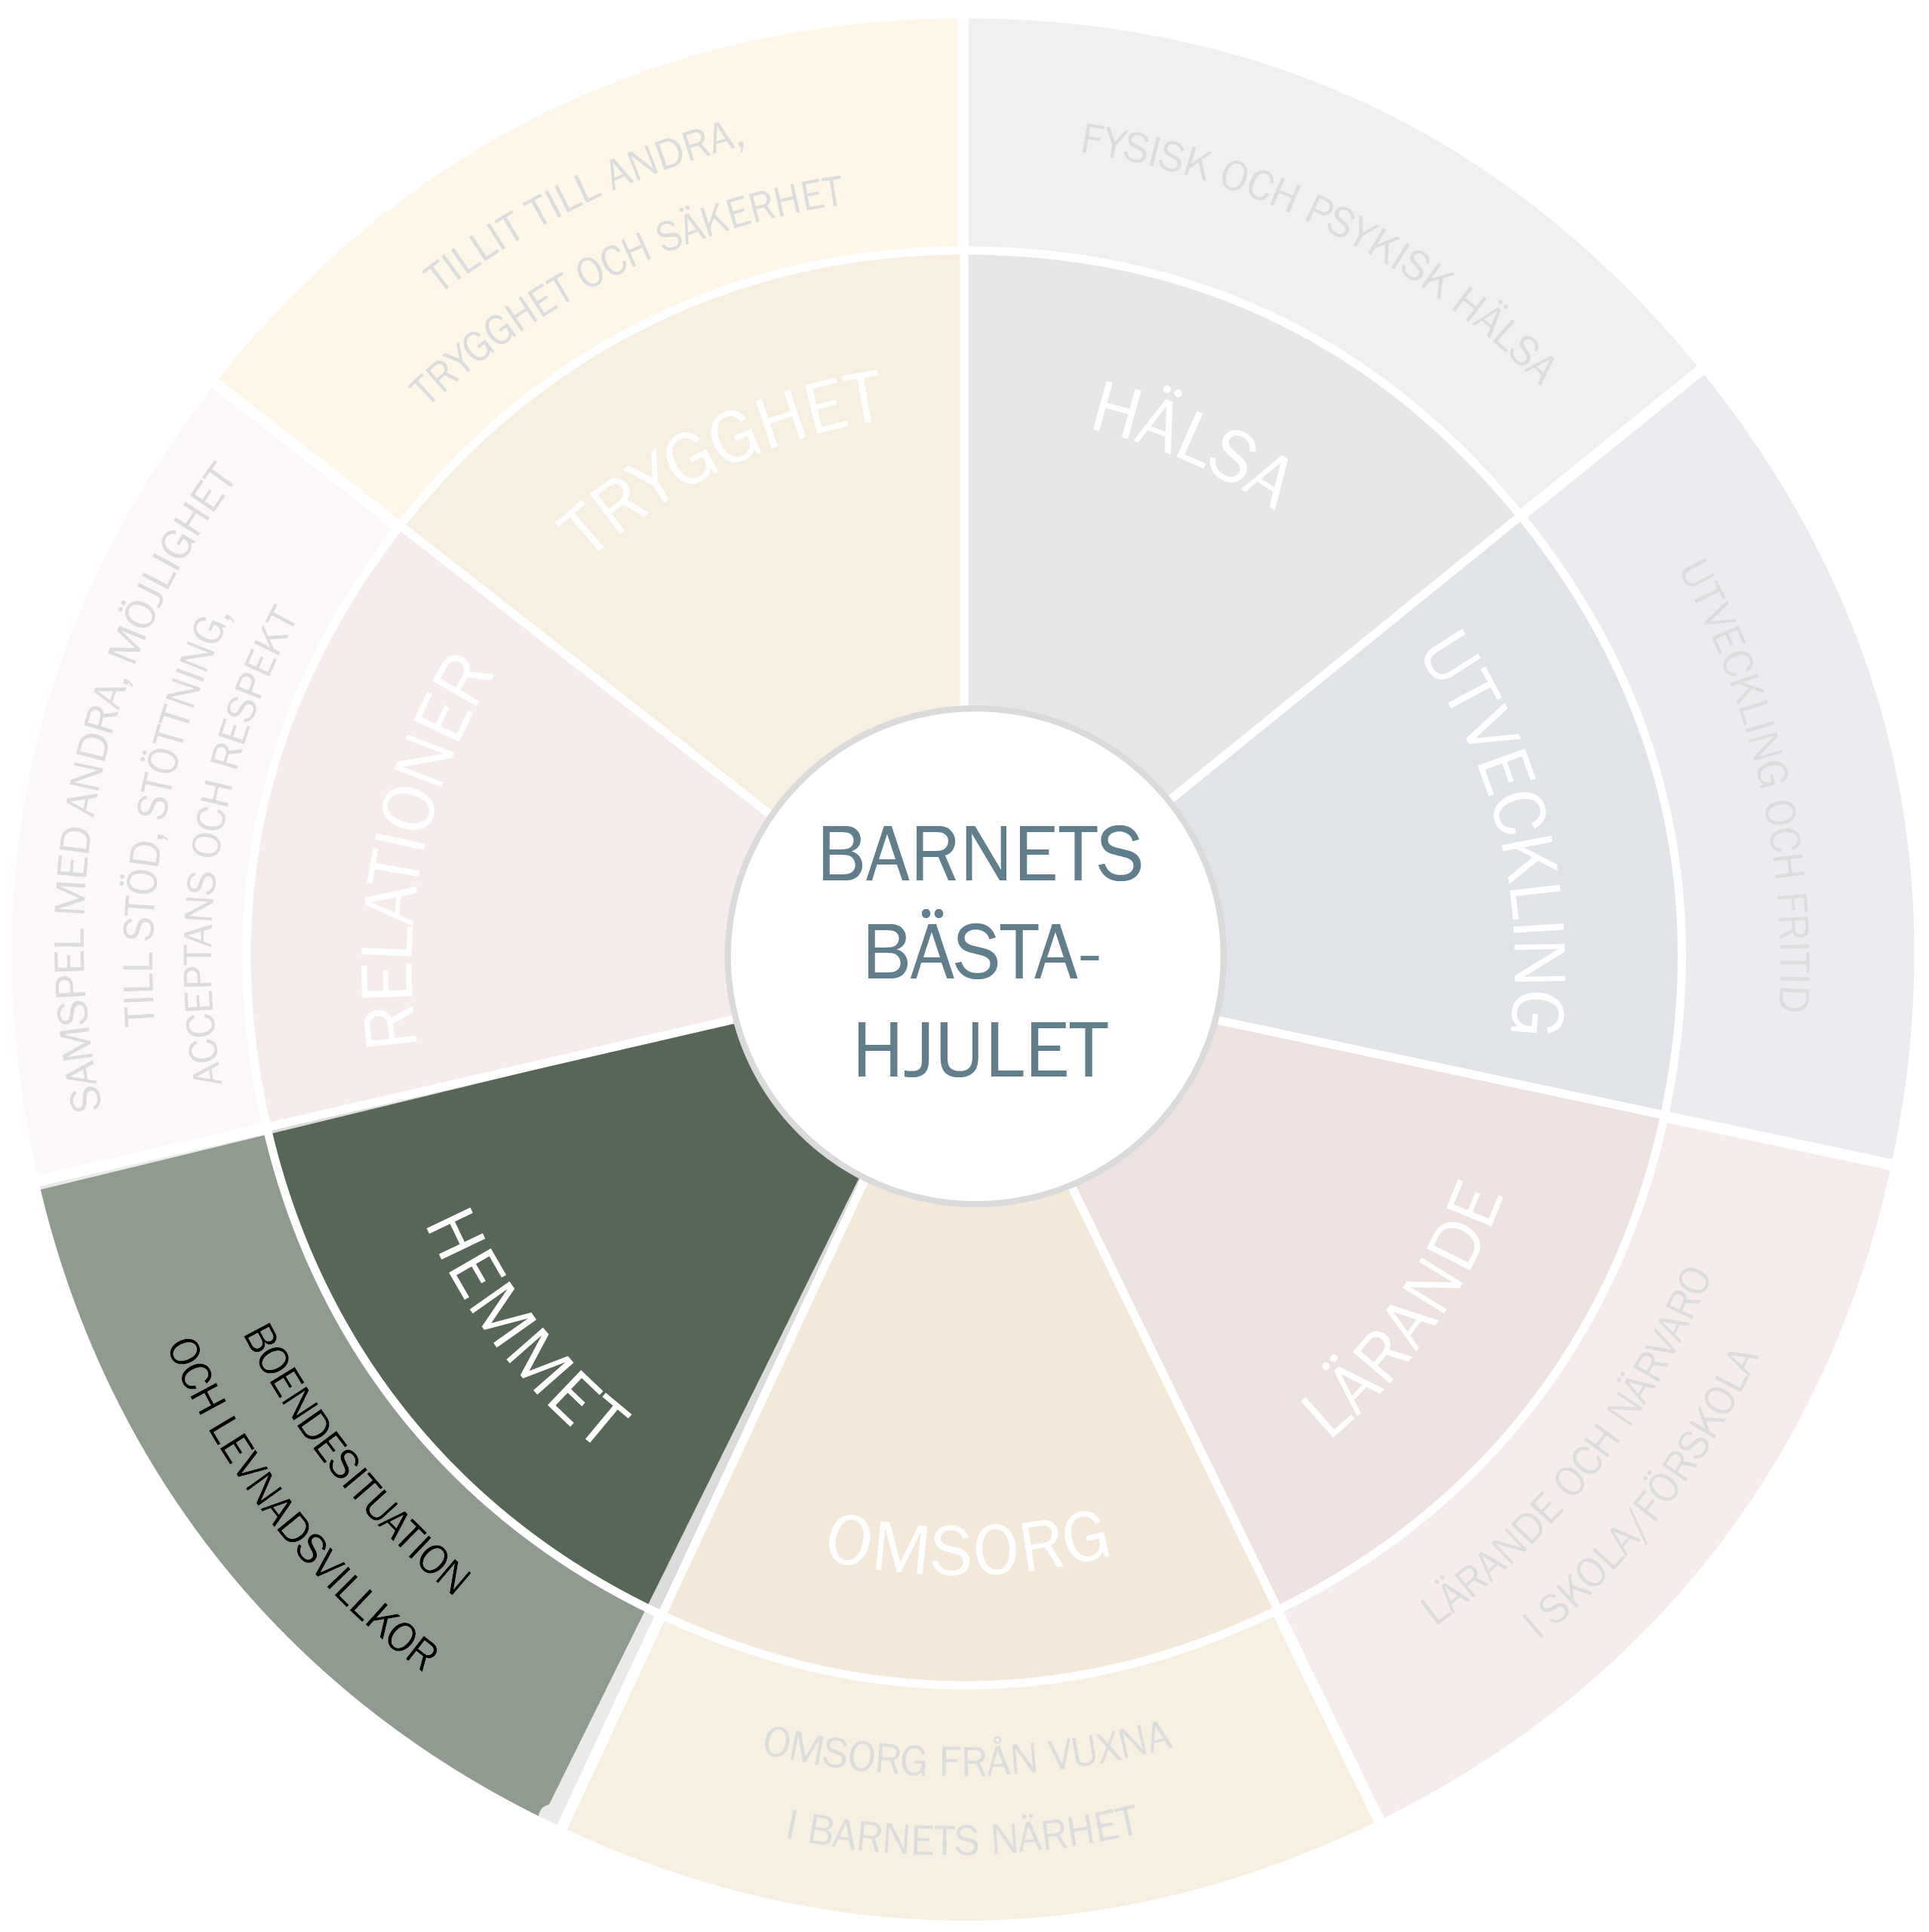 BARNETS
BÄSTA-
HJULET
HÄLSA
FYSISK OCH PSYKISK HÄLSA
UTVECKLING
UTVECKLING OCH FRITID
LÄRANDE
LÄRANDE OCH NÄRVARO
I SKOLA/FÖRSKOLA
OMSORG
OMSORG FRÅN VUXNA
I BARNETS NÄRHET
HEMMET
BOENDESITUATION
OCH LEVNADSVILLKOR
RELATIONER
SAMSPEL MED ANDRA, MÖJLIGHET
TILL STÖD, STÖTTNING,
ACCEPTANS OCH RESPEKT
TRYGGHET
TILLIT TILL ANDRA,
TRYGGHET OCH SÄKERHET